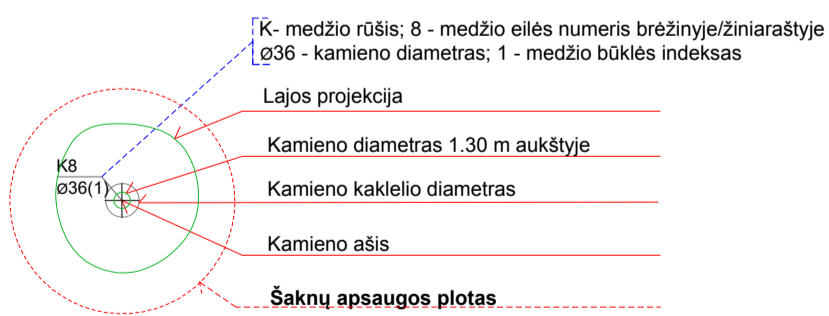 K- medžio rūšis; 8 - medžio eilės numeris brėžinyje/žiniaraštyje
Ø36 - kamieno diametras; 1 - medžio būklės indeksas
Lajos projekcija
Kamieno diametras 1.30 m aukštyje
K8
Ø36(1)
Kamieno kaklelio diametras
Kamieno ašis
Šaknų apsaugos plotas